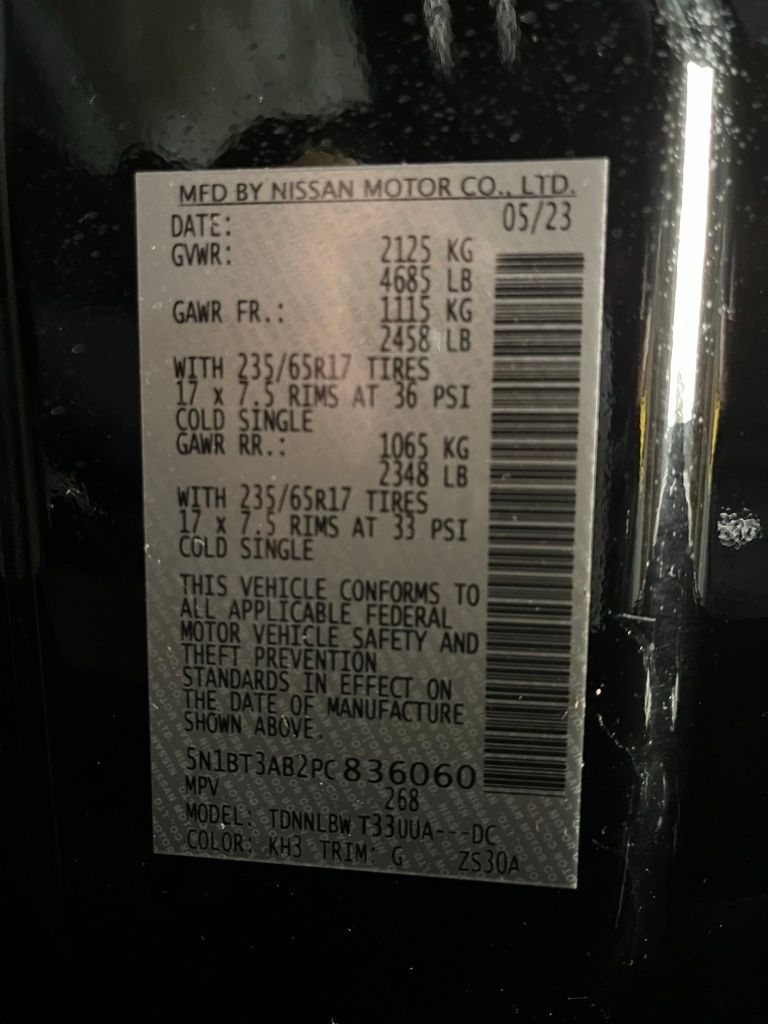 MFD BY NISSAN MOTOR CO., LTD.
DATE: 05/23
GVWR: 2125 KG
4685 LB
GAWR FR.: 1115 KG
2458 LB
WITH 235/65R17 TIRES
17 x 7.5 RIMS AT 36 PSI
COLD SINGLE
GAWR RR.: 1065 KG
2348 LB
WITH 235/65R17 TIRES
17 x 7.5 RIMS AT 33 PSI
COLD SINGLE
THIS VEHICLE CONFORMS TO
ALL APPLICABLE FEDERAL
MOTOR VEHICLE SAFETY AND
THEFT PREVENTION
STANDARDS IN EFFECT ON
THE DATE OF MANUFACTURE
SHOWN ABOVE.
5N1BT3AB2PC836060
MPV 268
MODEL: TDNNLBW T33UUA---DC
COLOR: KH3 TRIM: G ZS30A